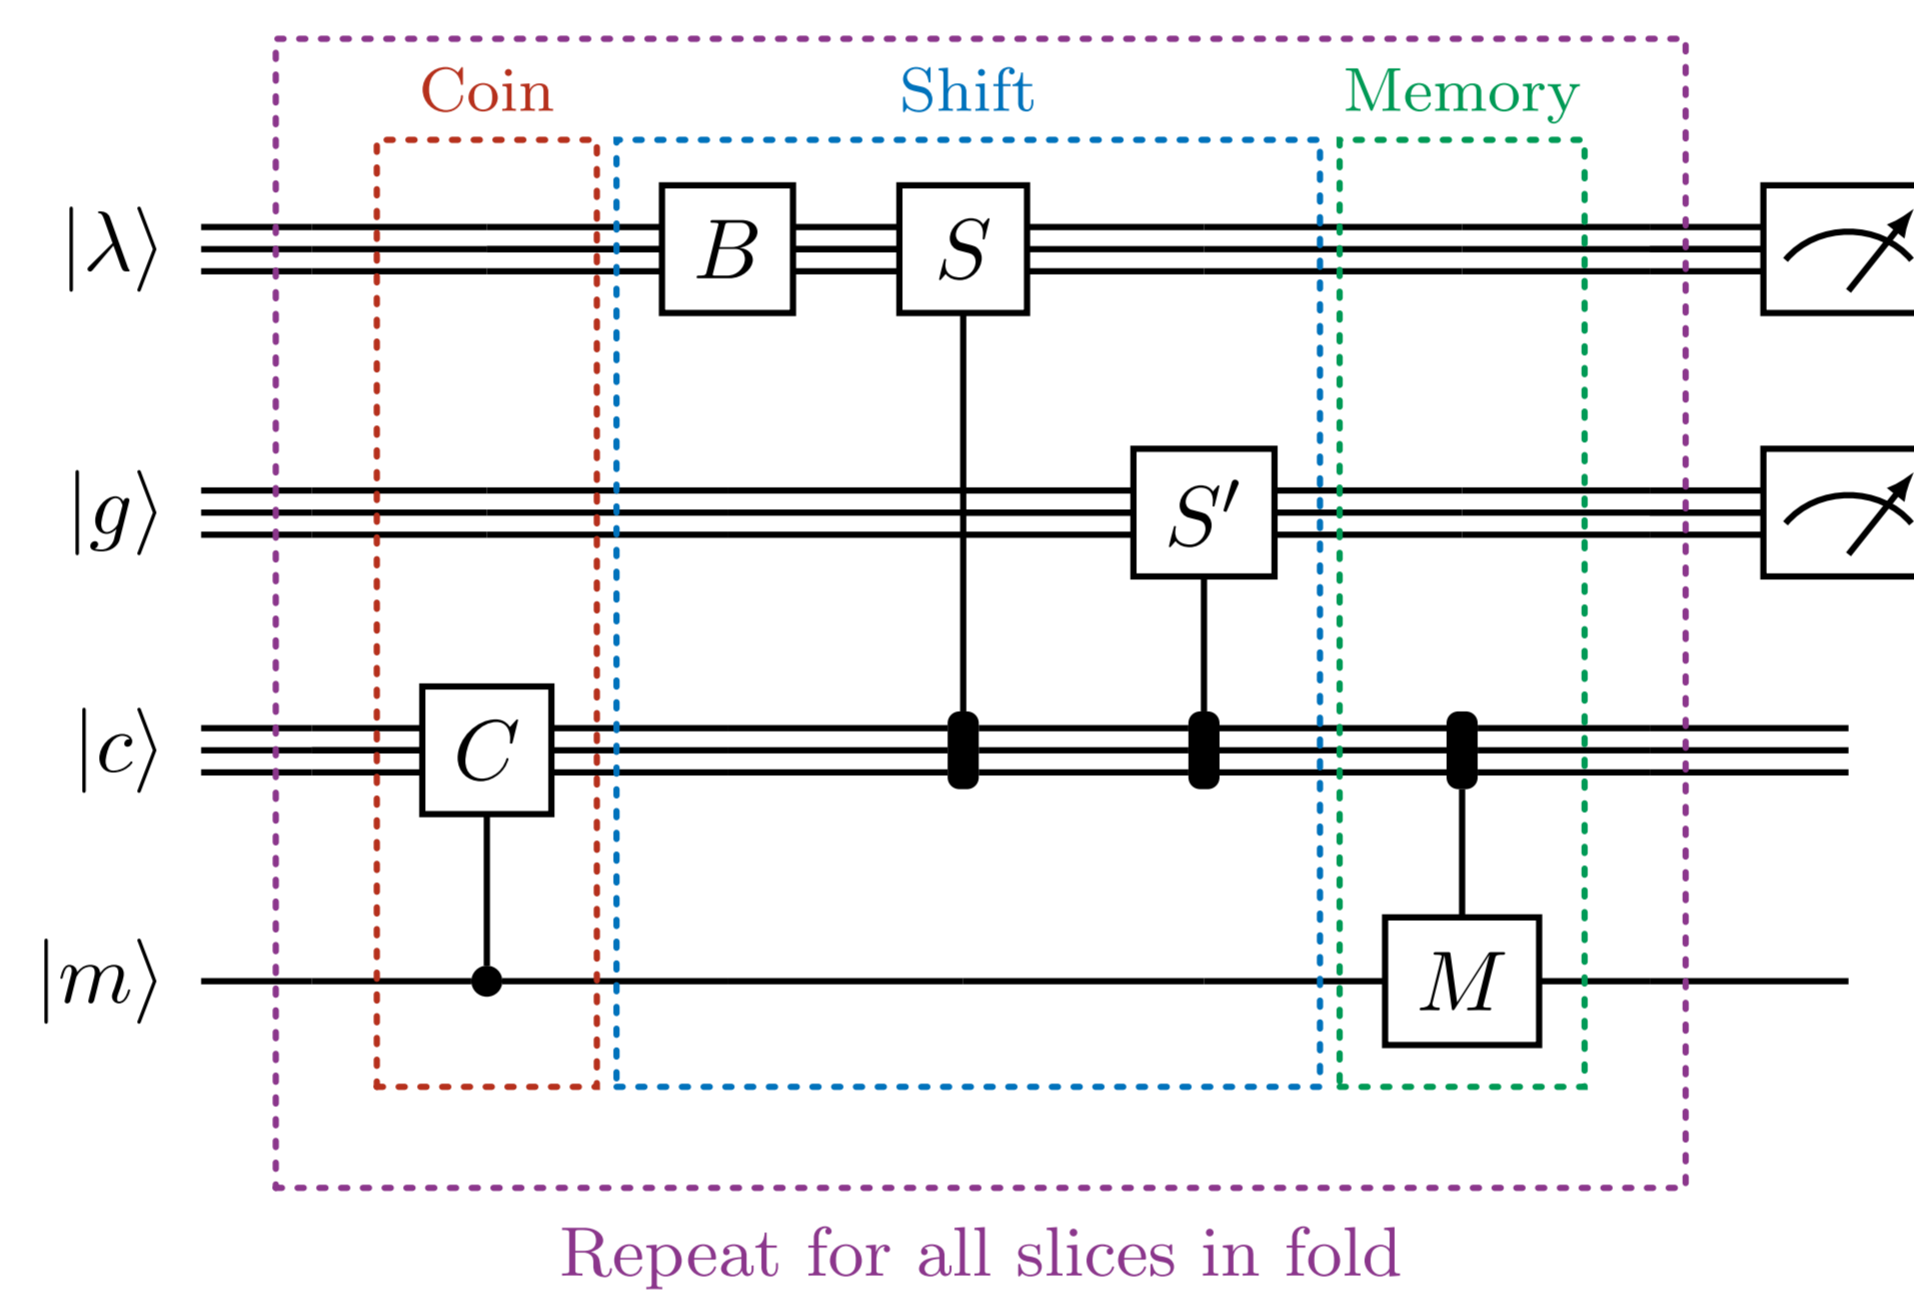 Coin Shift Memory
|λ⟩ B S
|g⟩ S′
|c⟩ C
|m⟩ M
Repeat for all slices in fold